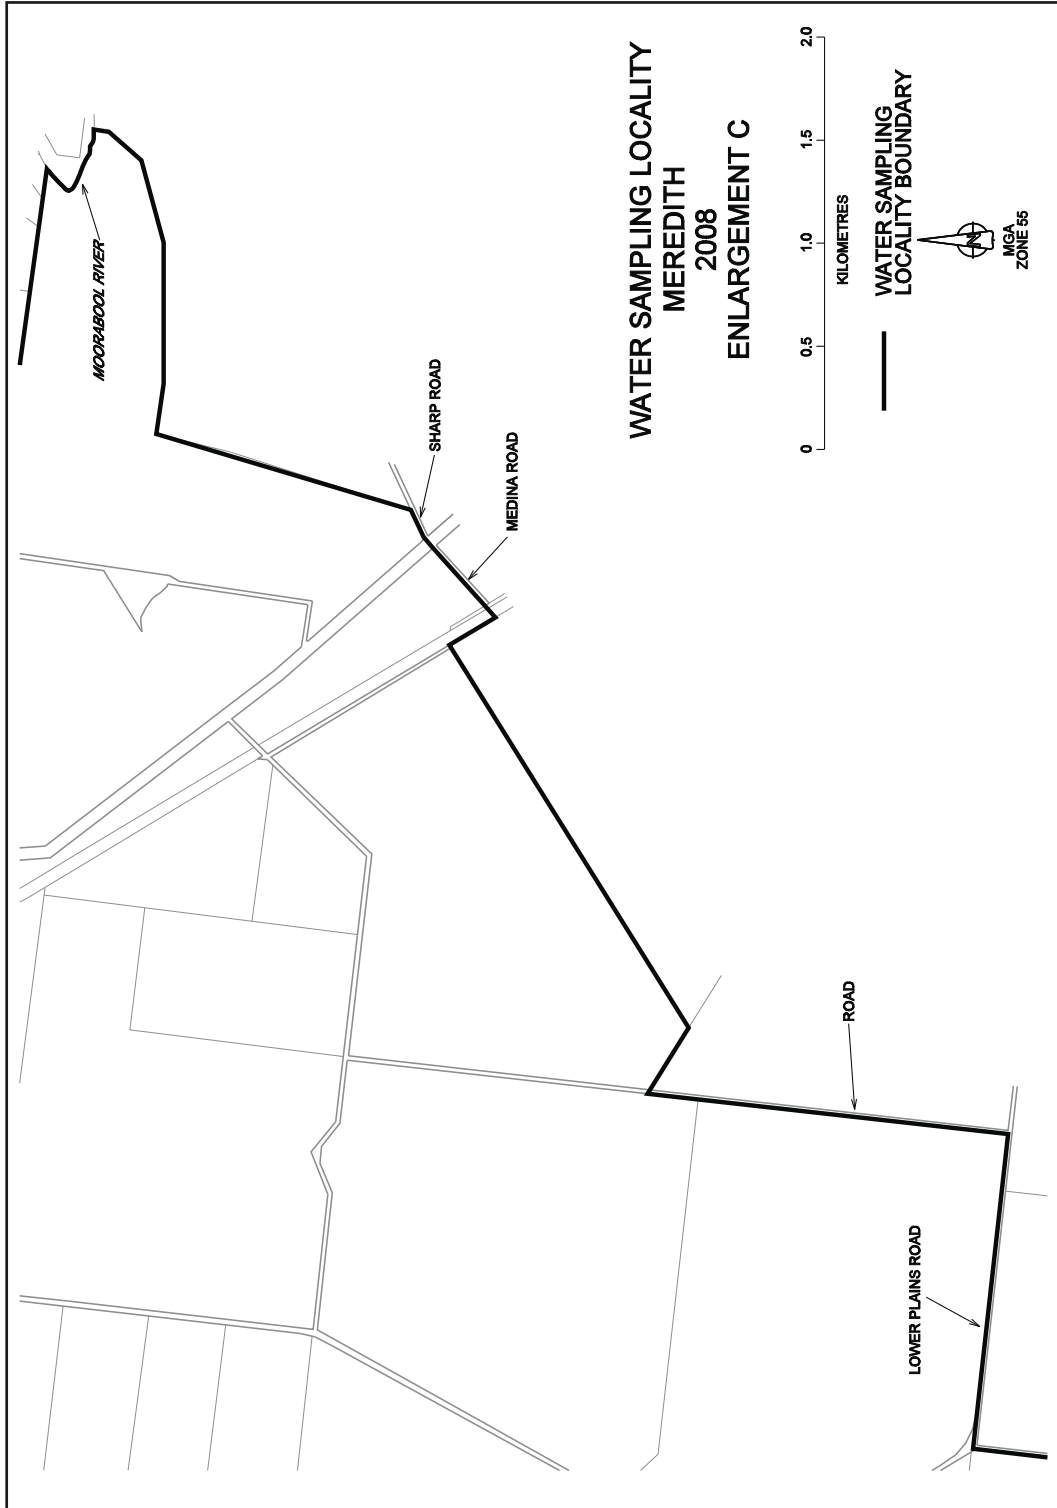 WATER SAMPLING LOCALITY
MEREDITH
2008
ENLARGEMENT C
0 0.5 1.0 1.5 2.0
KILOMETRES
WATER SAMPLING
LOCALITY BOUNDARY
N
MGA
ZONE 55
MOORABOOL RIVER
SHARP ROAD
MEDINA ROAD
ROAD
LOWER PLAINS ROAD